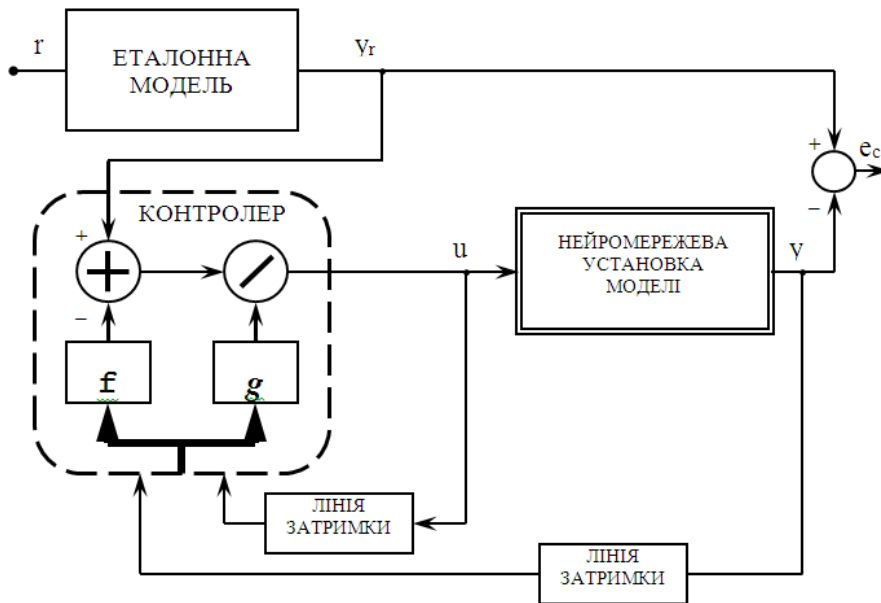 r
ЕТАЛОННА
МОДЕЛЬ
yr
+
ec
−
КОНТРОЛЕР
+
−
f
g
u
НЕЙРОМЕРЕЖЕВА
УСТАНОВКА
МОДЕЛІ
y
ЛІНІЯ
ЗАТРИМКИ
ЛІНІЯ
ЗАТРИМКИ